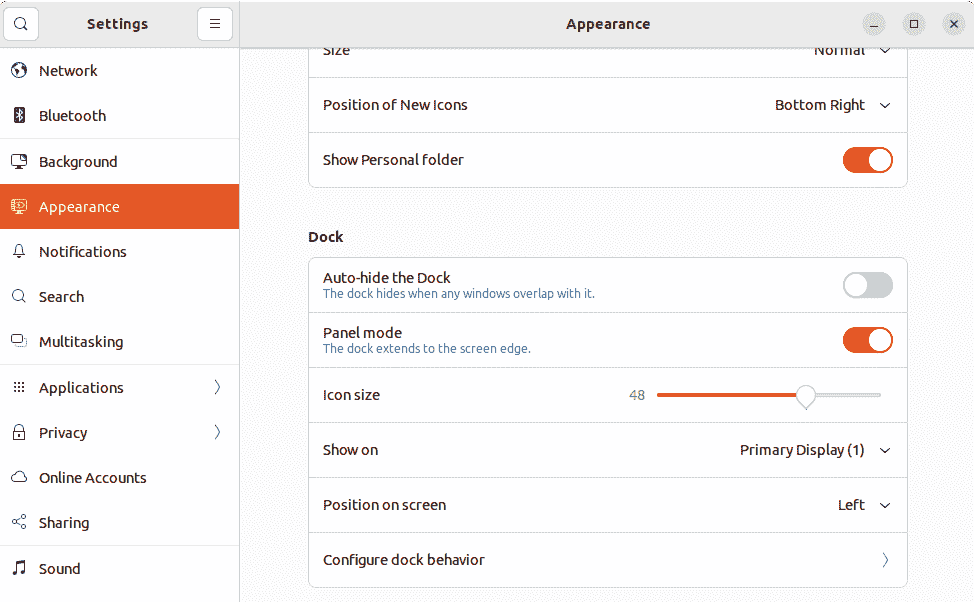 Settings
Appearance
Network
Bluetooth
Background
Appearance
Notifications
Search
Multitasking
Applications
Privacy
Online Accounts
Sharing
Sound
Size Normal
Position of New Icons Bottom Right
Show Personal folder
Dock
Auto-hide the Dock
The dock hides when any windows overlap with it.
Panel mode
The dock extends to the screen edge.
Icon size 48
Show on Primary Display (1)
Position on screen Left
Configure dock behavior